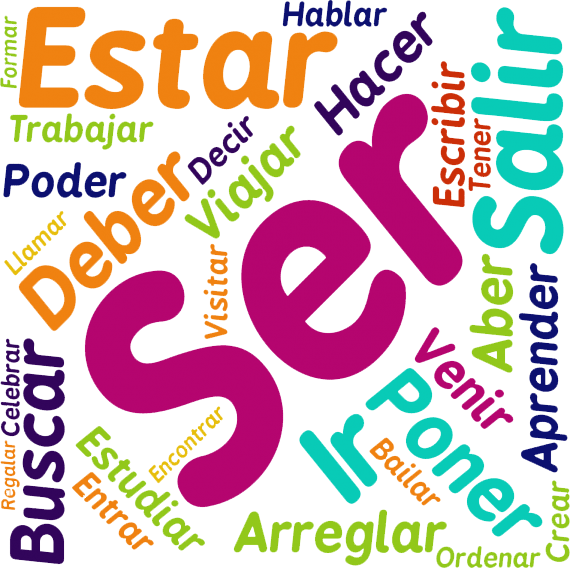 Formar
Estar
Hablar
Hacer
Salir
Trabajar
Decir
Escribir
Tener
Poder
Deber
Viajar
Ser
Llamar
Visitar
Aber
Aprender
Celebrar
Buscar
Venir
Poner
Regalar
Estudiar
Encontrar
Ir
Bailar
Entrar
Arreglar
Ordenar
Crear